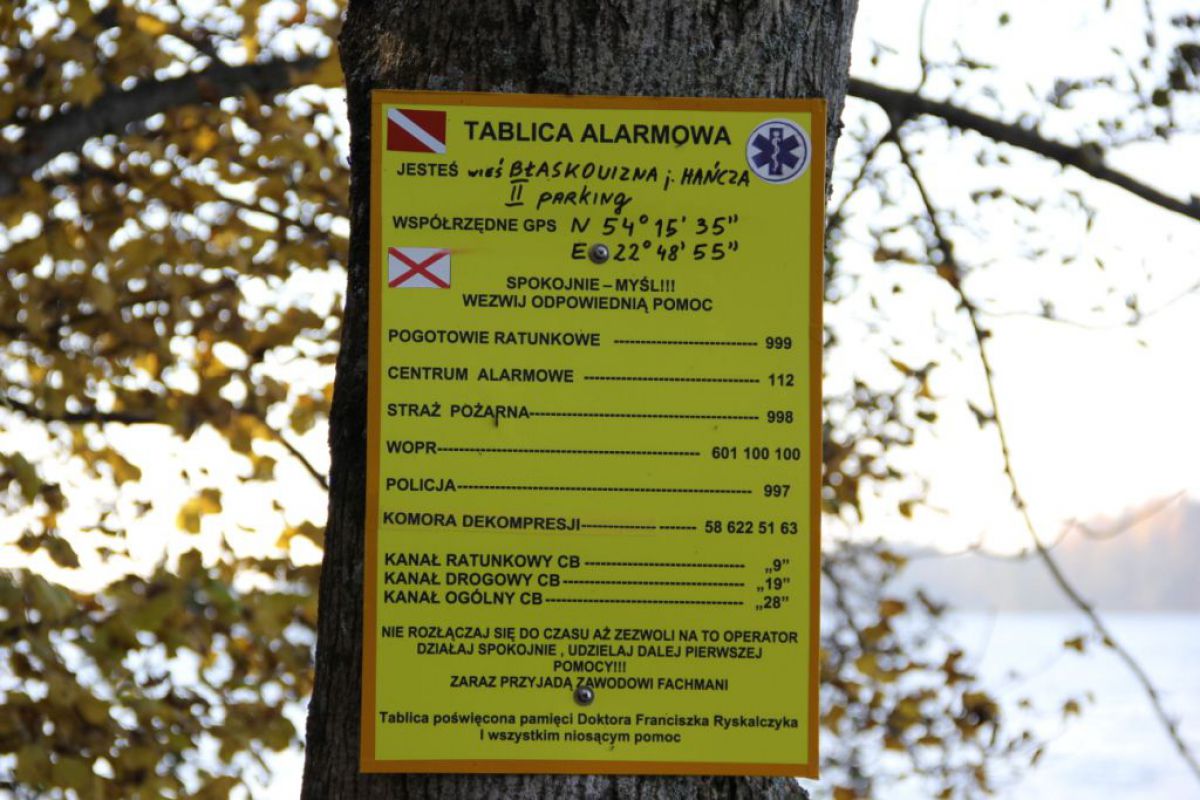 TABLICA ALARMOWA
JESTEŚ wieś BŁASKOWIZNA j. HAŃCZA
II PARKING
WSPÓŁRZĘDNE GPS N 54° 15' 35"
E 22° 48' 55"
SPOKOJNIE – MYŚL!!!
WEZWIJ ODPOWIEDNIĄ POMOC
POGOTOWIE RATUNKOWE ---------------------------- 999
CENTRUM ALARMOWE ---------------------------------- 112
STRAŻ POŻARNA-------------------------------------------- 998
WOPR--------------------------------------------------- 601 100 100
POLICJA--------------------------------------------------------- 997
KOMORA DEKOMPRESJI--------------- ------- 58 622 51 63
KANAŁ RATUNKOWY CB ------------------------------- „9”
KANAŁ DROGOWY CB----------------------------------- „19”
KANAŁ OGÓLNY CB--------------------------------------- „28”
NIE ROZŁĄCZAJ SIĘ DO CZASU AŻ ZEZWOLI NA TO OPERATOR
DZIAŁAJ SPOKOJNIE , UDZIELAJ DALEJ PIERWSZEJ
POMOCY!!!
ZARAZ PRZYJADĄ ZAWODOWI FACHMANI
Tablica poświęcona pamięci Doktora Franciszka Ryskalczyka
I wszystkim niosącym pomoc